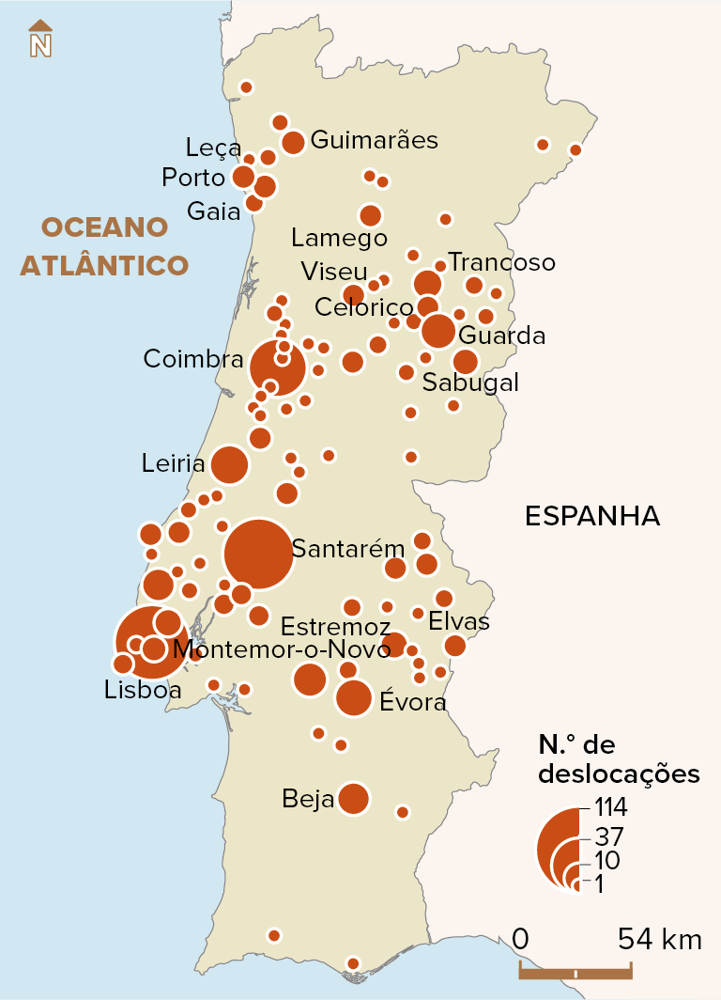 N
Leça
Guimarães
Porto
Gaia
OCEANO
ATLÂNTICO
Lamego
Viseu
Trancoso
Celorico
Guarda
Coimbra
Sabugal
Leiria
ESPANHA
Santarém
Estremoz
Elvas
Montemor-o-Novo
Lisboa
Évora
N.° de
deslocações
Beja
114
37
10
1
0 54 km